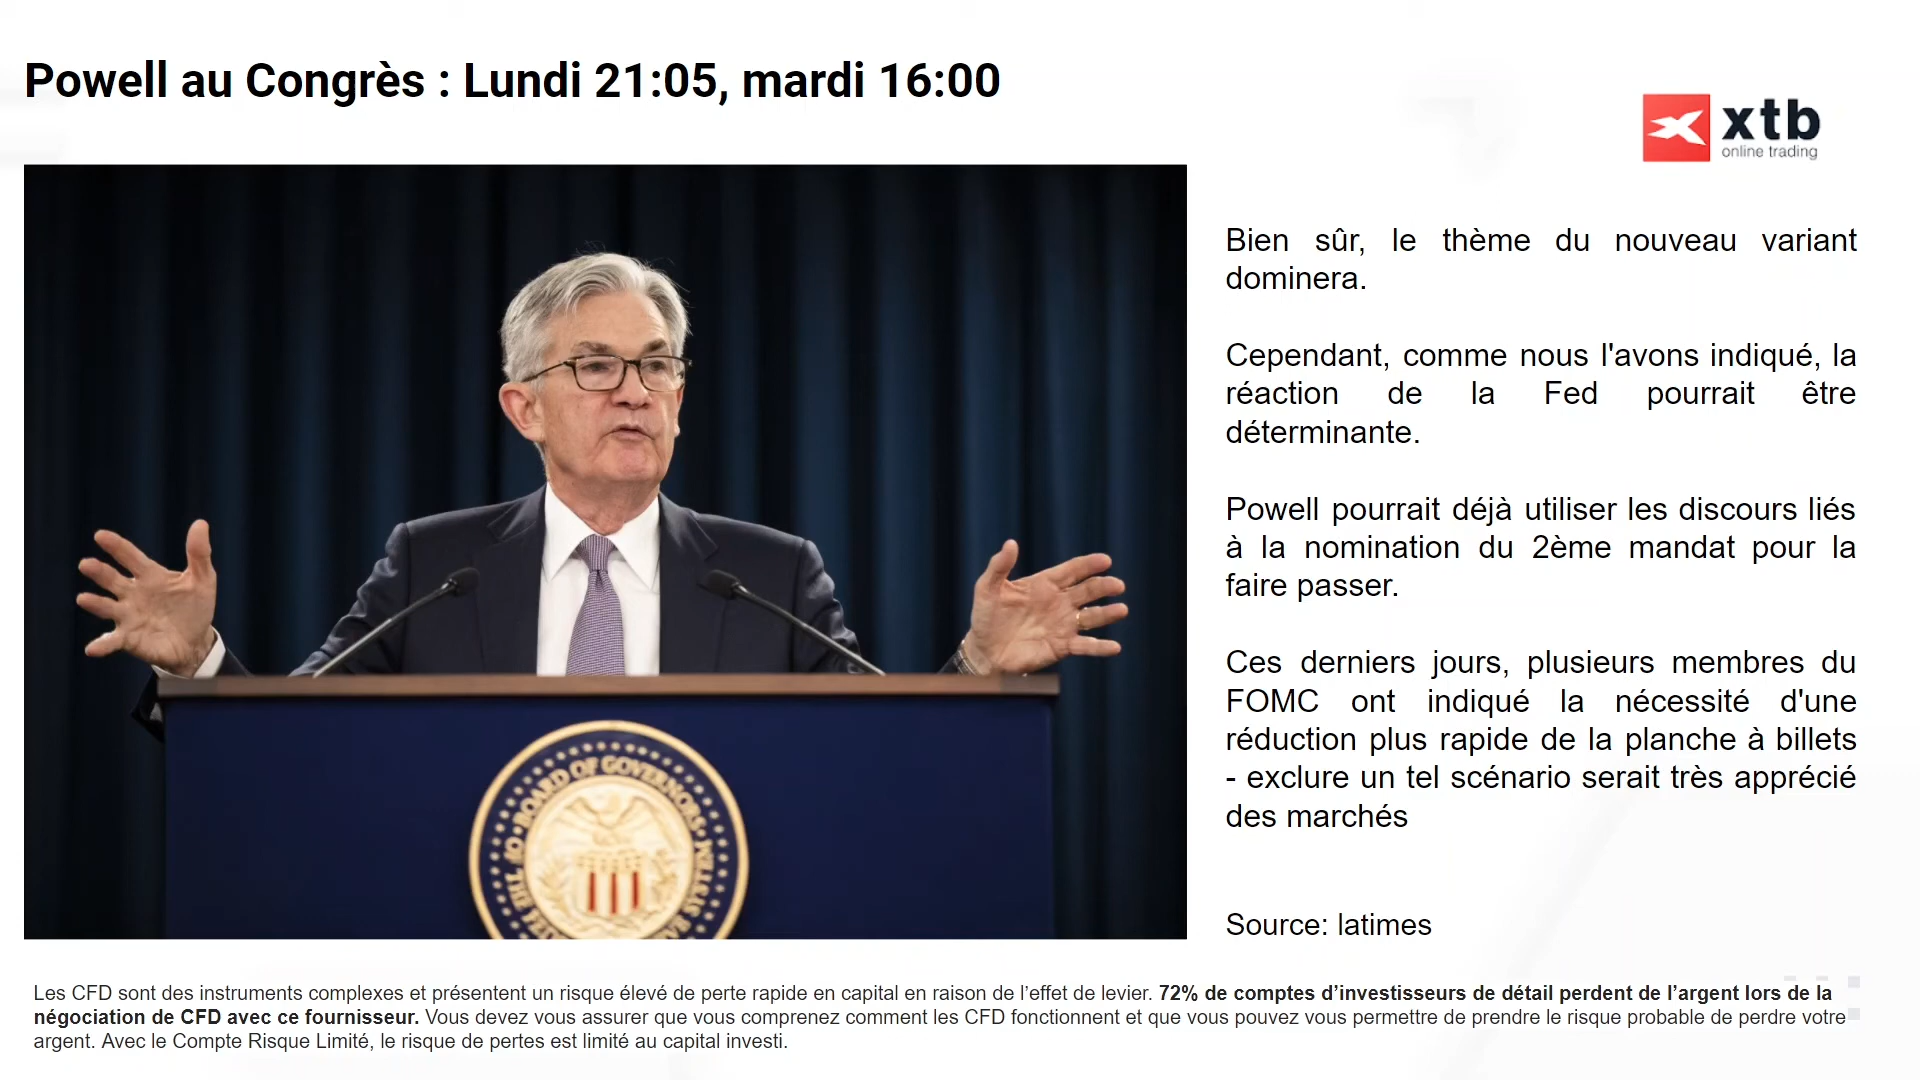 Powell au Congrès : Lundi 21:05, mardi 16:00
xtb
online trading
Bien sûr, le thème du nouveau variant
dominera.
Cependant, comme nous l'avons indiqué, la
réaction de la Fed pourrait être
déterminante.
Powell pourrait déjà utiliser les discours liés
à la nomination du 2ème mandat pour la
faire passer.
Ces derniers jours, plusieurs membres du
FOMC ont indiqué la nécessité d'une
réduction plus rapide de la planche à billets
- exclure un tel scénario serait très apprécié
des marchés
BOARD OF GOVERNORS
OF THE
SYSTEM
Source: latimes
Les CFD sont des instruments complexes et présentent un risque élevé de perte rapide en capital en raison de l’effet de levier. 72% de comptes d’investisseurs de détail perdent de l’argent lors de la
négociation de CFD avec ce fournisseur. Vous devez vous assurer que vous comprenez comment les CFD fonctionnent et que vous pouvez vous permettre de prendre le risque probable de perdre votre
argent. Avec le Compte Risque Limité, le risque de pertes est limité au capital investi.